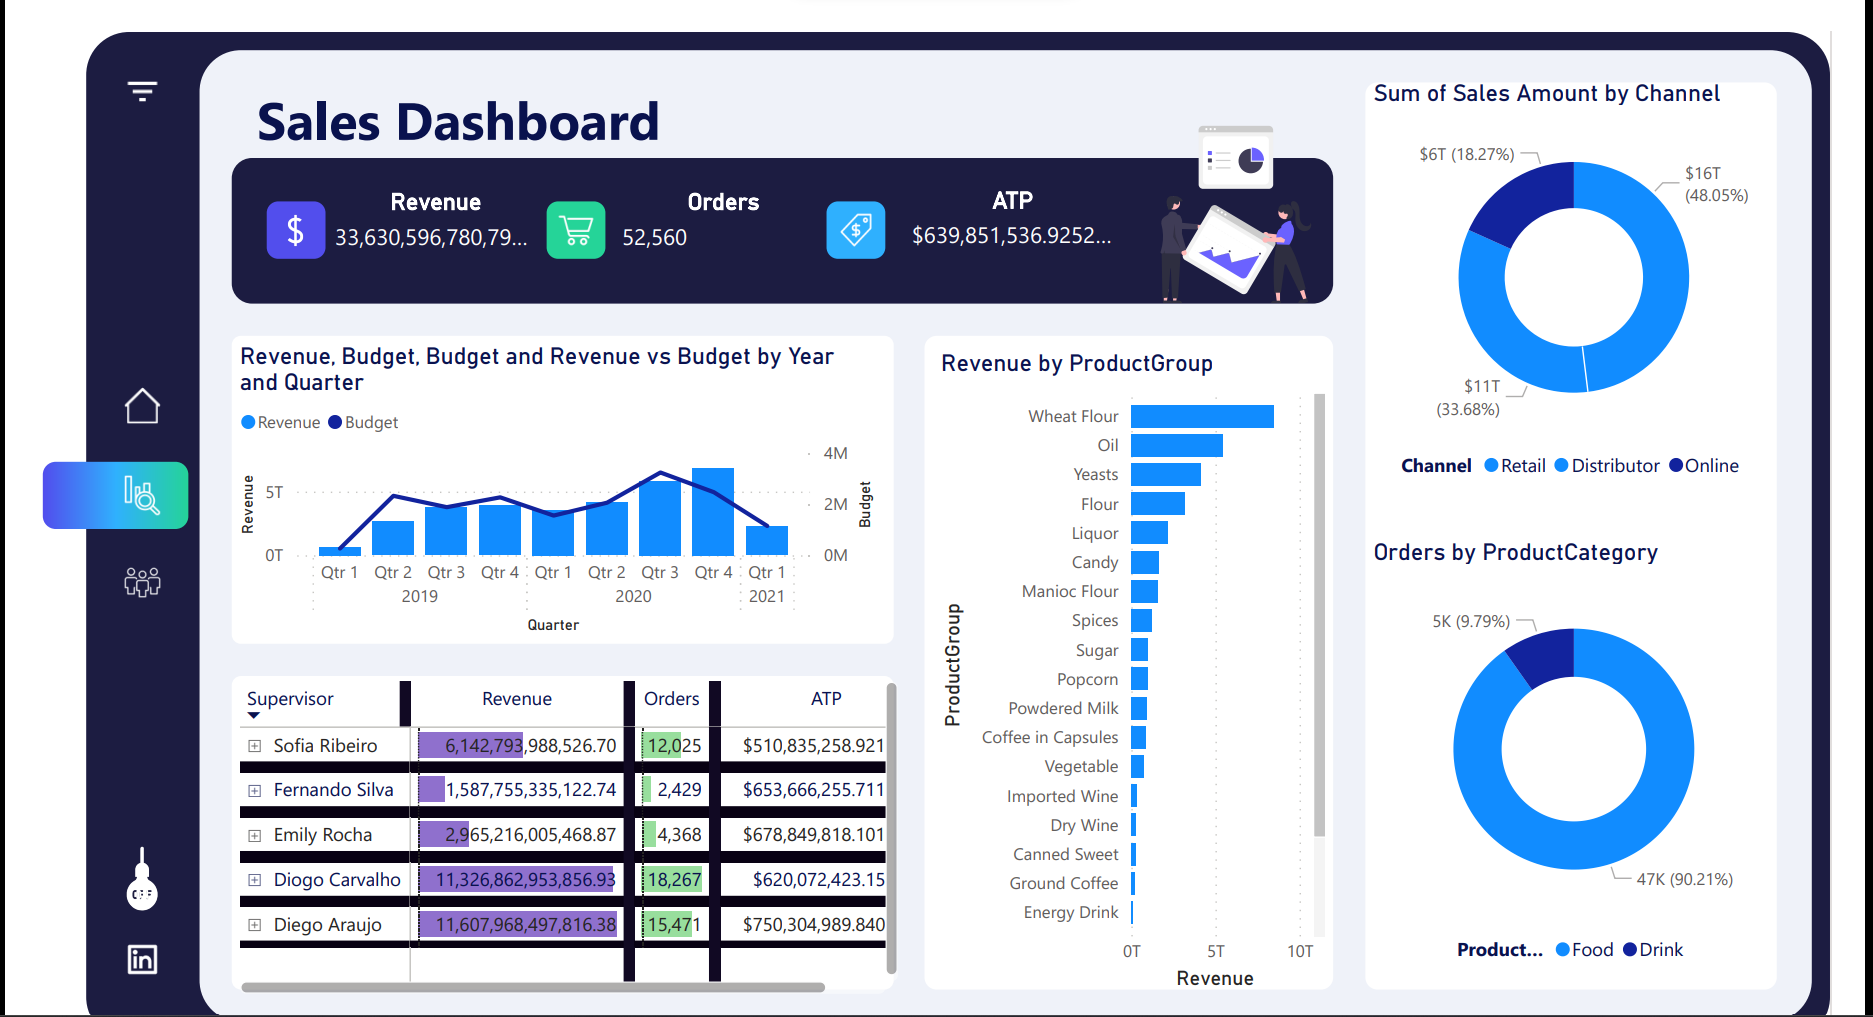 Sales Dashboard
Revenue
33,630,596,780,79...
Orders
52,560
ATP
$639,851,536.9252...
Revenue, Budget, Budget and Revenue vs Budget by Year
and Quarter
Revenue Budget
Revenue
5T
0T
4M
2M
0M
Budget
Qtr 1 Qtr 2 Qtr 3 Qtr 4 Qtr 1 Qtr 2 Qtr 3 Qtr 4 Qtr 1
2019 2020 2021
Quarter
Supervisor Revenue Orders ATP
Sofia Ribeiro 6,142,793,988,526.70 12,025 $510,835,258.921
Fernando Silva 1,587,755,335,122.74 2,429 $653,666,255.711
Emily Rocha 2,965,216,005,468.87 4,368 $678,849,818.101
Diogo Carvalho 11,326,862,953,856.93 18,267 $620,072,423.15
Diego Araujo 11,607,968,497,816.38 15,471 $750,304,989.840
Revenue by ProductGroup
ProductGroup
Wheat Flour
Oil
Yeasts
Flour
Liquor
Candy
Manioc Flour
Spices
Sugar
Popcorn
Powdered Milk
Coffee in Capsules
Vegetable
Imported Wine
Dry Wine
Canned Sweet
Ground Coffee
Energy Drink
0T 5T 10T
Revenue
Sum of Sales Amount by Channel
$6T (18.27%)
$16T
(48.05%)
$11T
(33.68%)
Channel Retail Distributor Online
Orders by ProductCategory
5K (9.79%)
47K (90.21%)
Product... Food Drink
in